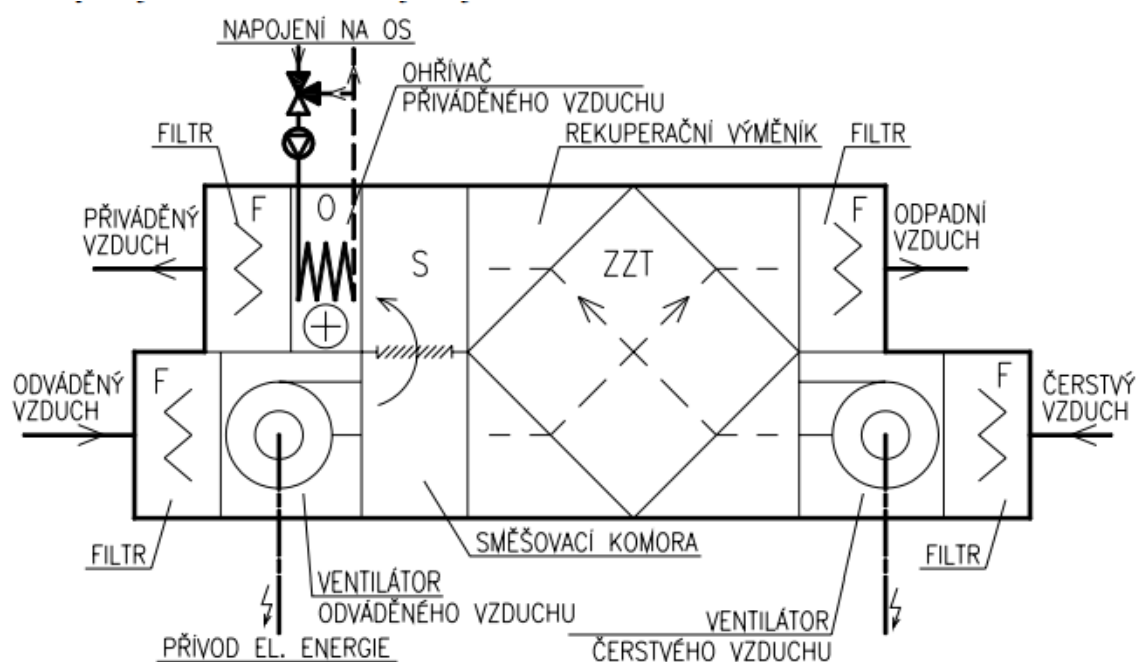 NAPOJENÍ NA OS
OHŘÍVAČ
PŘIVÁDĚNÉHO VZDUCHU
FILTR
REKUPERAČNÍ VÝMĚNÍK
FILTR
PŘIVÁDĚNÝ
VZDUCH
F
O
S
ZZT
F
ODPADNÍ
VZDUCH
ODVÁDĚNÝ
VZDUCH
F
F
ČERSTVÝ
VZDUCH
FILTR
SMĚŠOVACÍ KOMORA
FILTR
VENTILÁTOR
ODVÁDĚNÉHO VZDUCHU
VENTILÁTOR
ČERSTVÉHO VZDUCHU
PŘÍVOD EL. ENERGIE